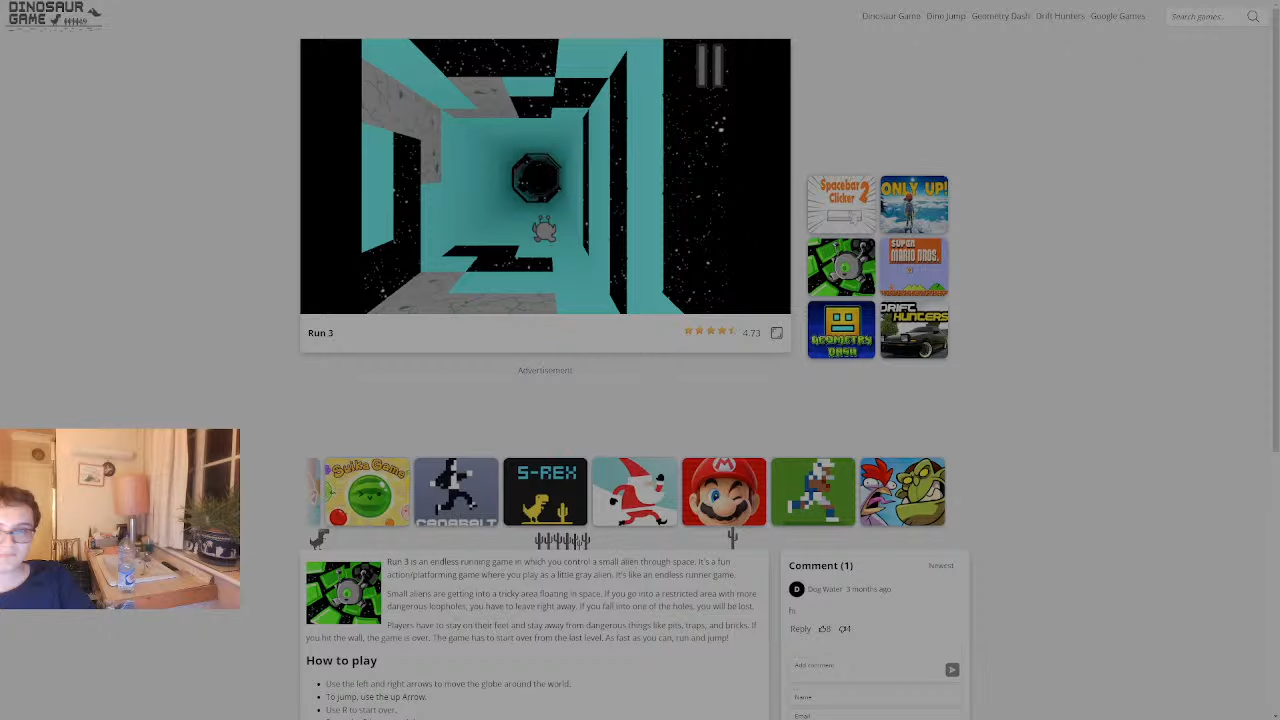 DINOSAUR
GAME
Dinosaur Game Dino Jump Geometry Dash Drift Hunters Google Games
Search games..
Spacebar
Clicker 2
ONLY UP!
SUPER
MARIO BROS.
GEOMETRY
DASH
DRIFT
HUNTERS
Run 3
4.73
Advertisement
Suika Game
CANABALT
S-REX
Run 3 is an endless running game in which you control a small alien through space. It's a fun
action/platforming game where you play as a little gray alien. It's like an endless runner game.
Small aliens are getting into a tricky area floating in space. If you go into a restricted area with more
dangerous loopholes, you have to leave right away. If you fall into one of the holes, you will be lost.
Players have to stay on their feet and stay away from dangerous things like pits, traps, and bricks. If
you hit the wall, the game is over. The game has to start over from the last level. As fast as you can, run and jump!
How to play
Use the left and right arrows to move the globe around the world.
To jump, use the up Arrow.
Use R to start over.
Comment (1)
Newest
D
Dog Water 3 months ago
hi
Reply 8 4
Add comment
Name
Email